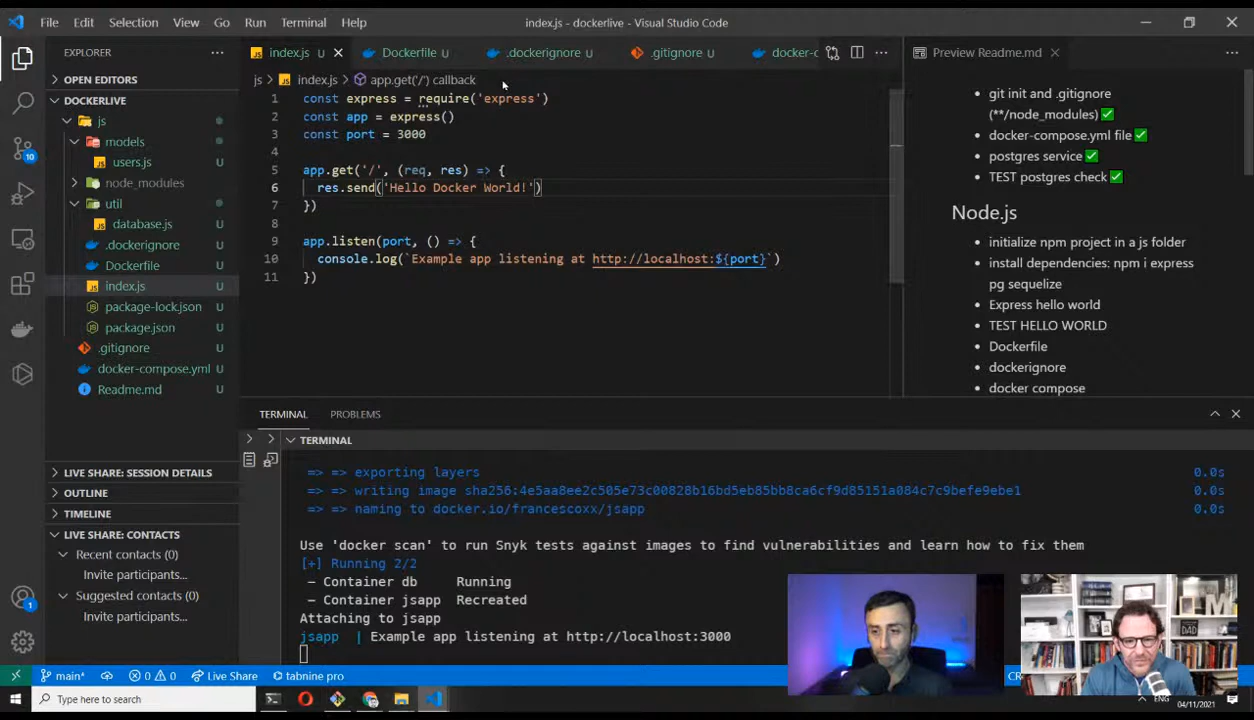 File Edit Selection View Go Run Terminal Help
index.js - dockerlive - Visual Studio Code
EXPLORER
OPEN EDITORS
DOCKERLIVE
js
models
users.js
node_modules
util
database.js
.dockerignore U
Dockerfile U
index.js U
package-lock.json U
package.json U
.gitignore U
docker-compose.yml U
Readme.md U
LIVE SHARE: SESSION DETAILS
OUTLINE
TIMELINE
LIVE SHARE: CONTACTS
Recent contacts (0)
Invite participants...
Suggested contacts (0)
Invite participants...
index.js U Dockerfile U .dockerignore U .gitignore U docker-c
js index.js app.get('/') callback
1 const express = require('express')
2 const app = express()
3 const port = 3000
4
5 app.get('/', (req, res) => {
6 res.send('Hello Docker World!')
7 })
8
9 app.listen(port, () => {
10 console.log(`Example app listening at http://localhost:${port}`)
11 })
Preview Readme.md
git init and .gitignore
(**/node_modules)
docker-compose.yml file
postgres service
TEST postgres check
Node.js
initialize npm project in a js folder
install dependencies: npm i express
pg sequelize
Express hello world
TEST HELLO WORLD
Dockerfile
dockerignore
docker compose
TERMINAL PROBLEMS
TERMINAL
=> => exporting layers 0.0s
=> => writing image sha256:4e5aa8ee2c505e73c00828b16bd5eb85bb8ca6cf9d85151a084c7c9befe9ebe1 0.0s
=> => naming to docker.io/francescoxx/jsapp 0.0s
Use 'docker scan' to run Snyk tests against images to find vulnerabilities and learn how to fix them
[+] Running 2/2
- Container db Running
- Container jsapp Recreated
Attaching to jsapp
jsapp | Example app listening at http://localhost:3000
DAD
10
1
main* 0 0 Live Share tabnine pro
Type here to search
ENG
04/11/2021